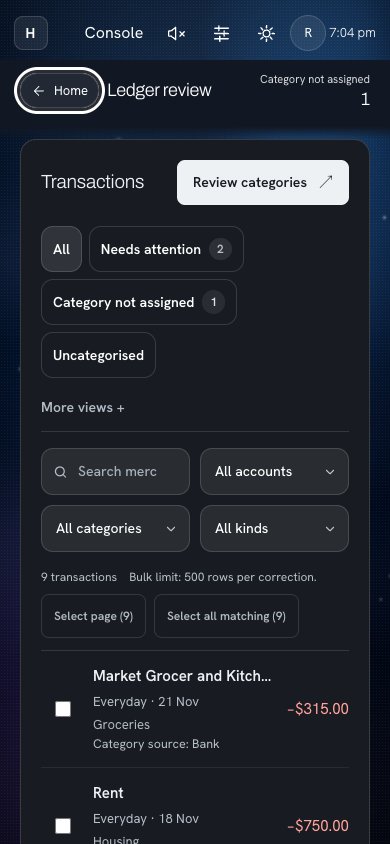 H
Console
R
7:04 pm
← Home
Ledger review
Category not assigned
1
Transactions
Review categories ↗
All
Needs attention 2
Category not assigned 1
Uncategorised
More views +
Search merc
All accounts
All categories
All kinds
9 transactions Bulk limit: 500 rows per correction.
Select page (9)
Select all matching (9)
Market Grocer and Kitch...
Everyday · 21 Nov
Groceries
Category source: Bank
-$315.00
Rent
Everyday · 18 Nov
Housing
-$750.00